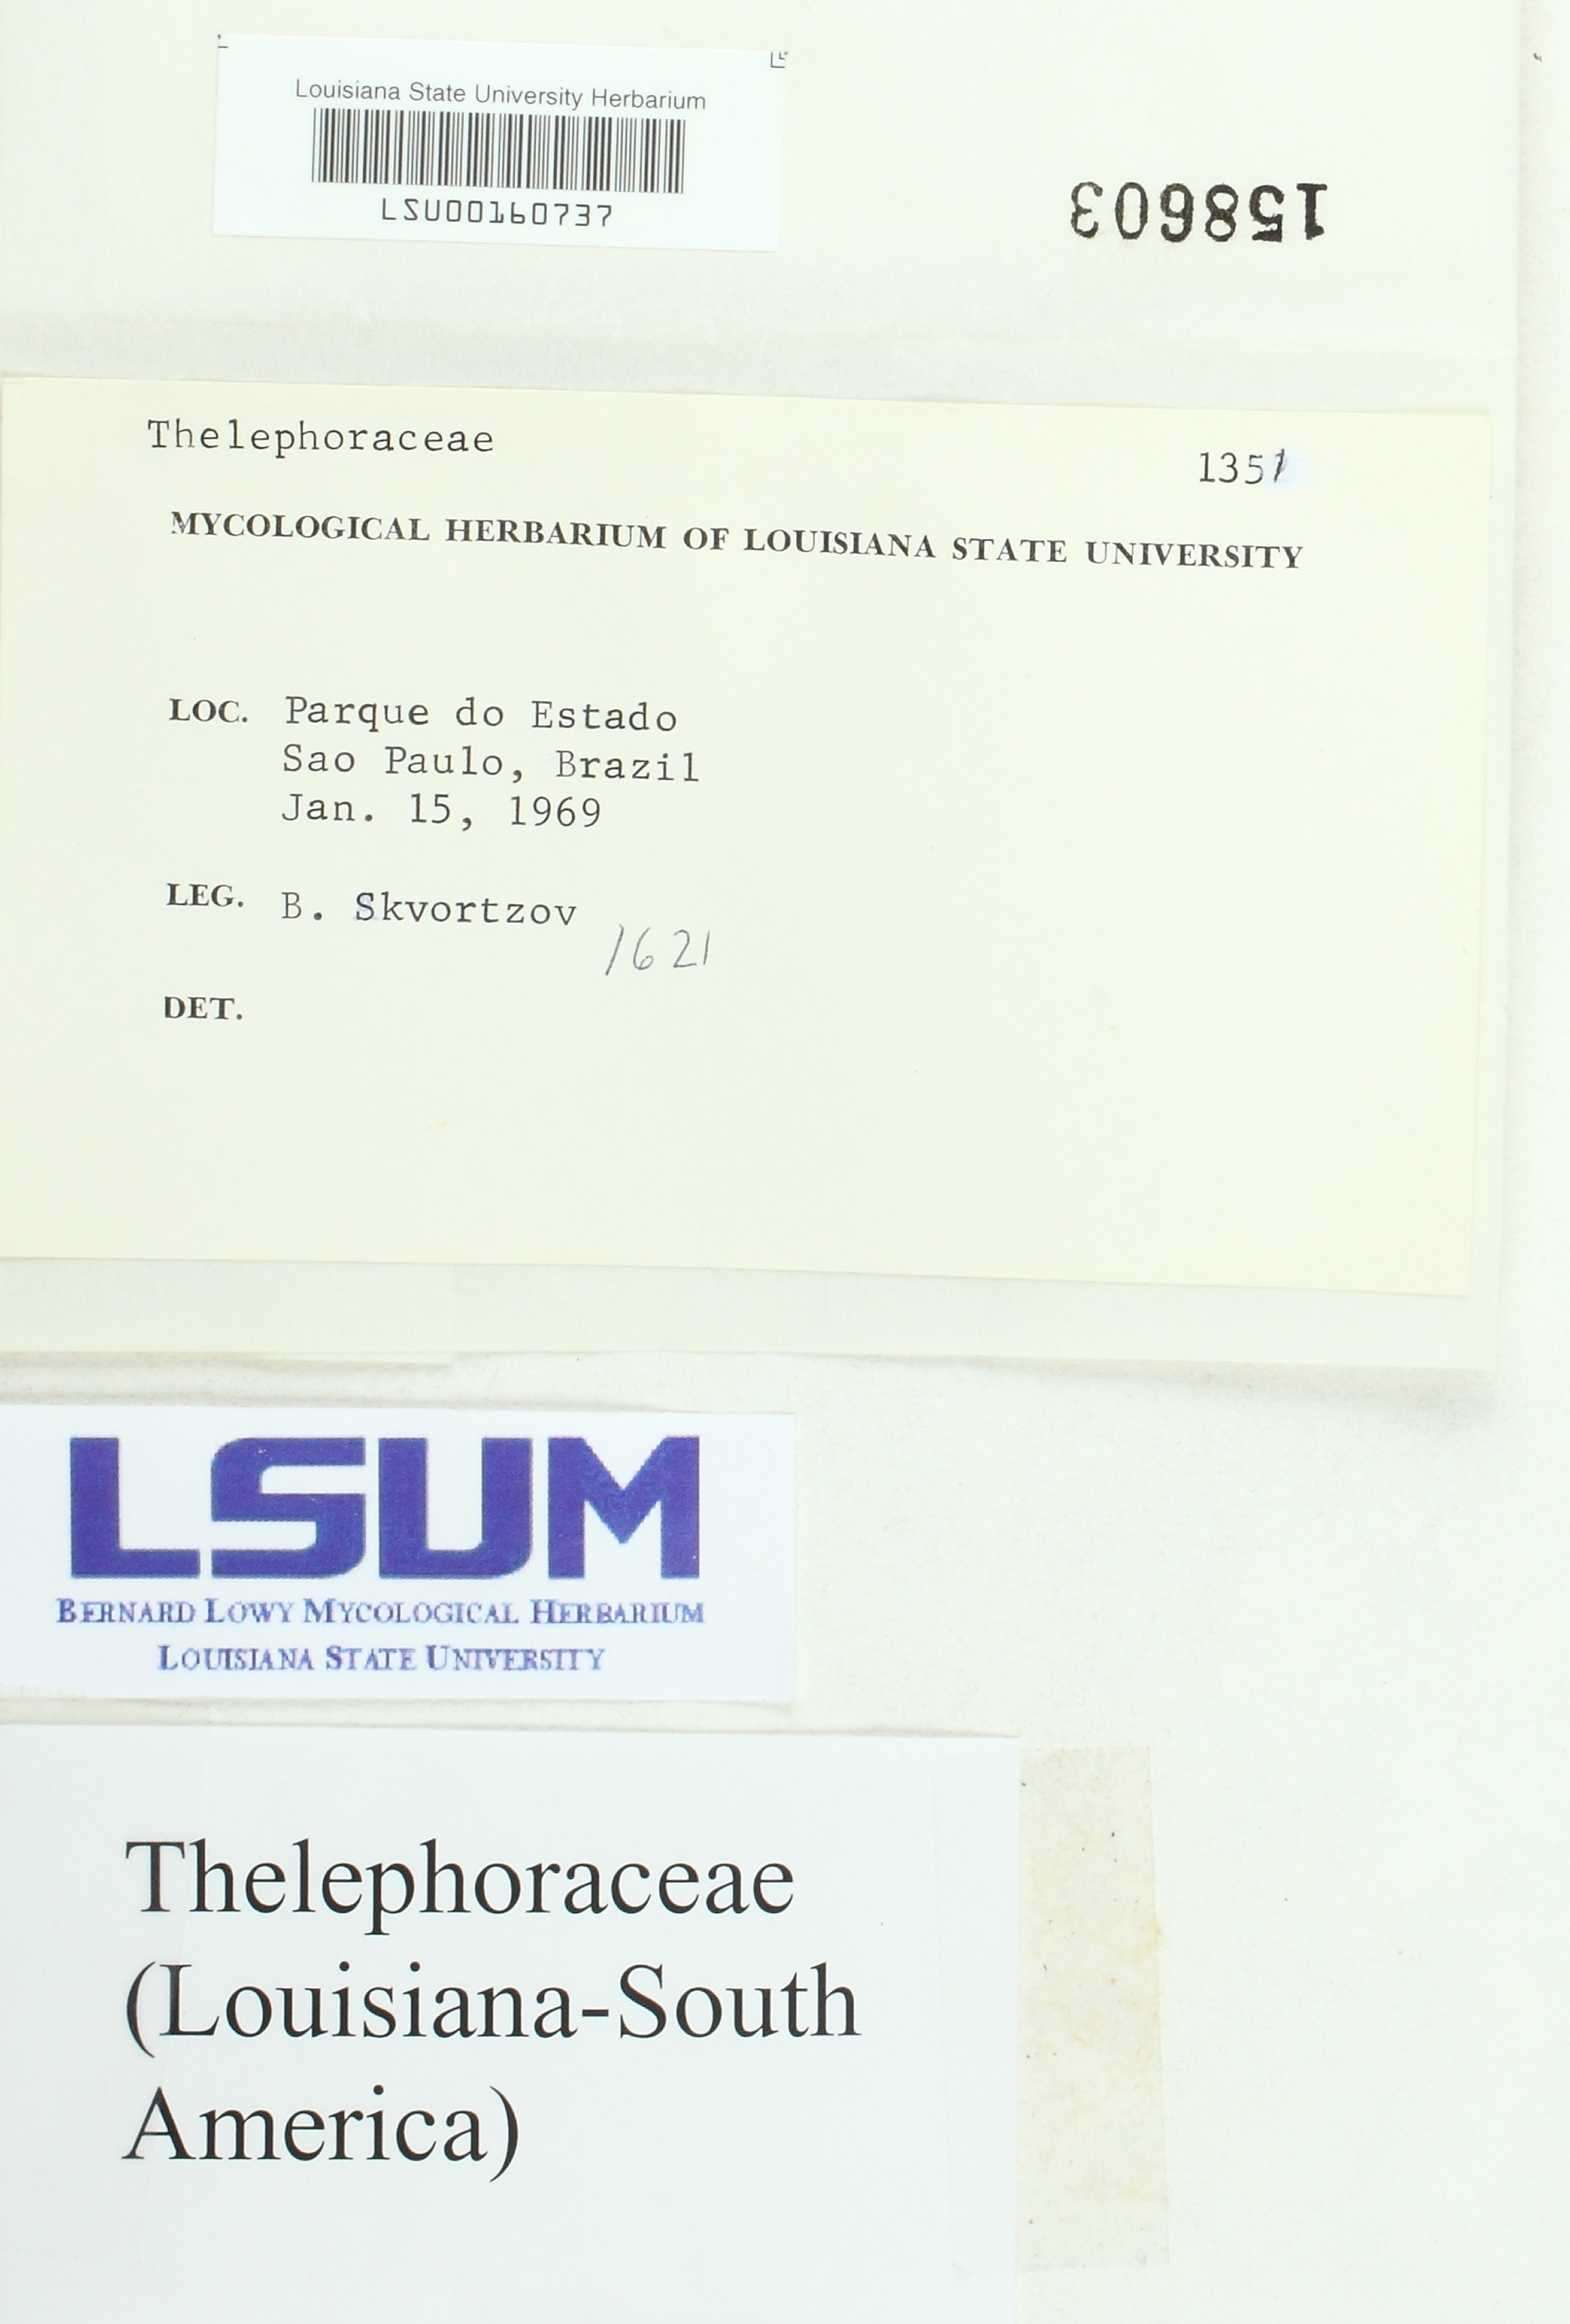 Louisiana State University Herbarium
LSU00160737
158603
Thelephoraceae
1351
MYCOLOGICAL HERBARIUM OF LOUISIANA STATE UNIVERSITY
LOC. Parque do Estado
Sao Paulo, Brazil
Jan. 15, 1969
LEG. B. Skvortzov
1621
DET.
LSUM
BERNARD LOWY MYCOLOGICAL HERBARIUM
LOUISIANA STATE UNIVERSITY
Thelephoraceae
(Louisiana-South
America)